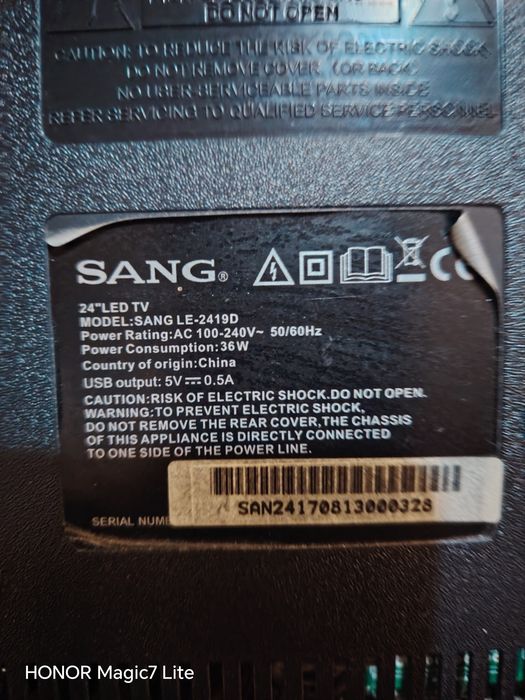 DO NOT OPEN
CAUTION: TO REDUCE THE RISK OF ELECTRIC SHOCK,
DO NOT REMOVE COVER. (OR BACK)
NO USER-SERVICEABLE PARTS INSIDE
REFER SERVICING TO QUALIFIED SERVICE PERSONNEL
SANG®
24"LED TV
MODEL:SANG LE-2419D
Power Rating:AC 100-240V~ 50/60Hz
Power Consumption:36W
Country of origin:China
USB output: 5V⎓0.5A
CAUTION:RISK OF ELECTRIC SHOCK.DO NOT OPEN.
WARNING:TO PREVENT ELECTRIC SHOCK,
DO NOT REMOVE THE REAR COVER,THE CHASSIS
OF THIS APPLIANCE IS DIRECTLY CONNECTED
TO ONE SIDE OF THE POWER LINE.
SAN24170813000328
SERIAL NUM
HONOR Magic7 Lite